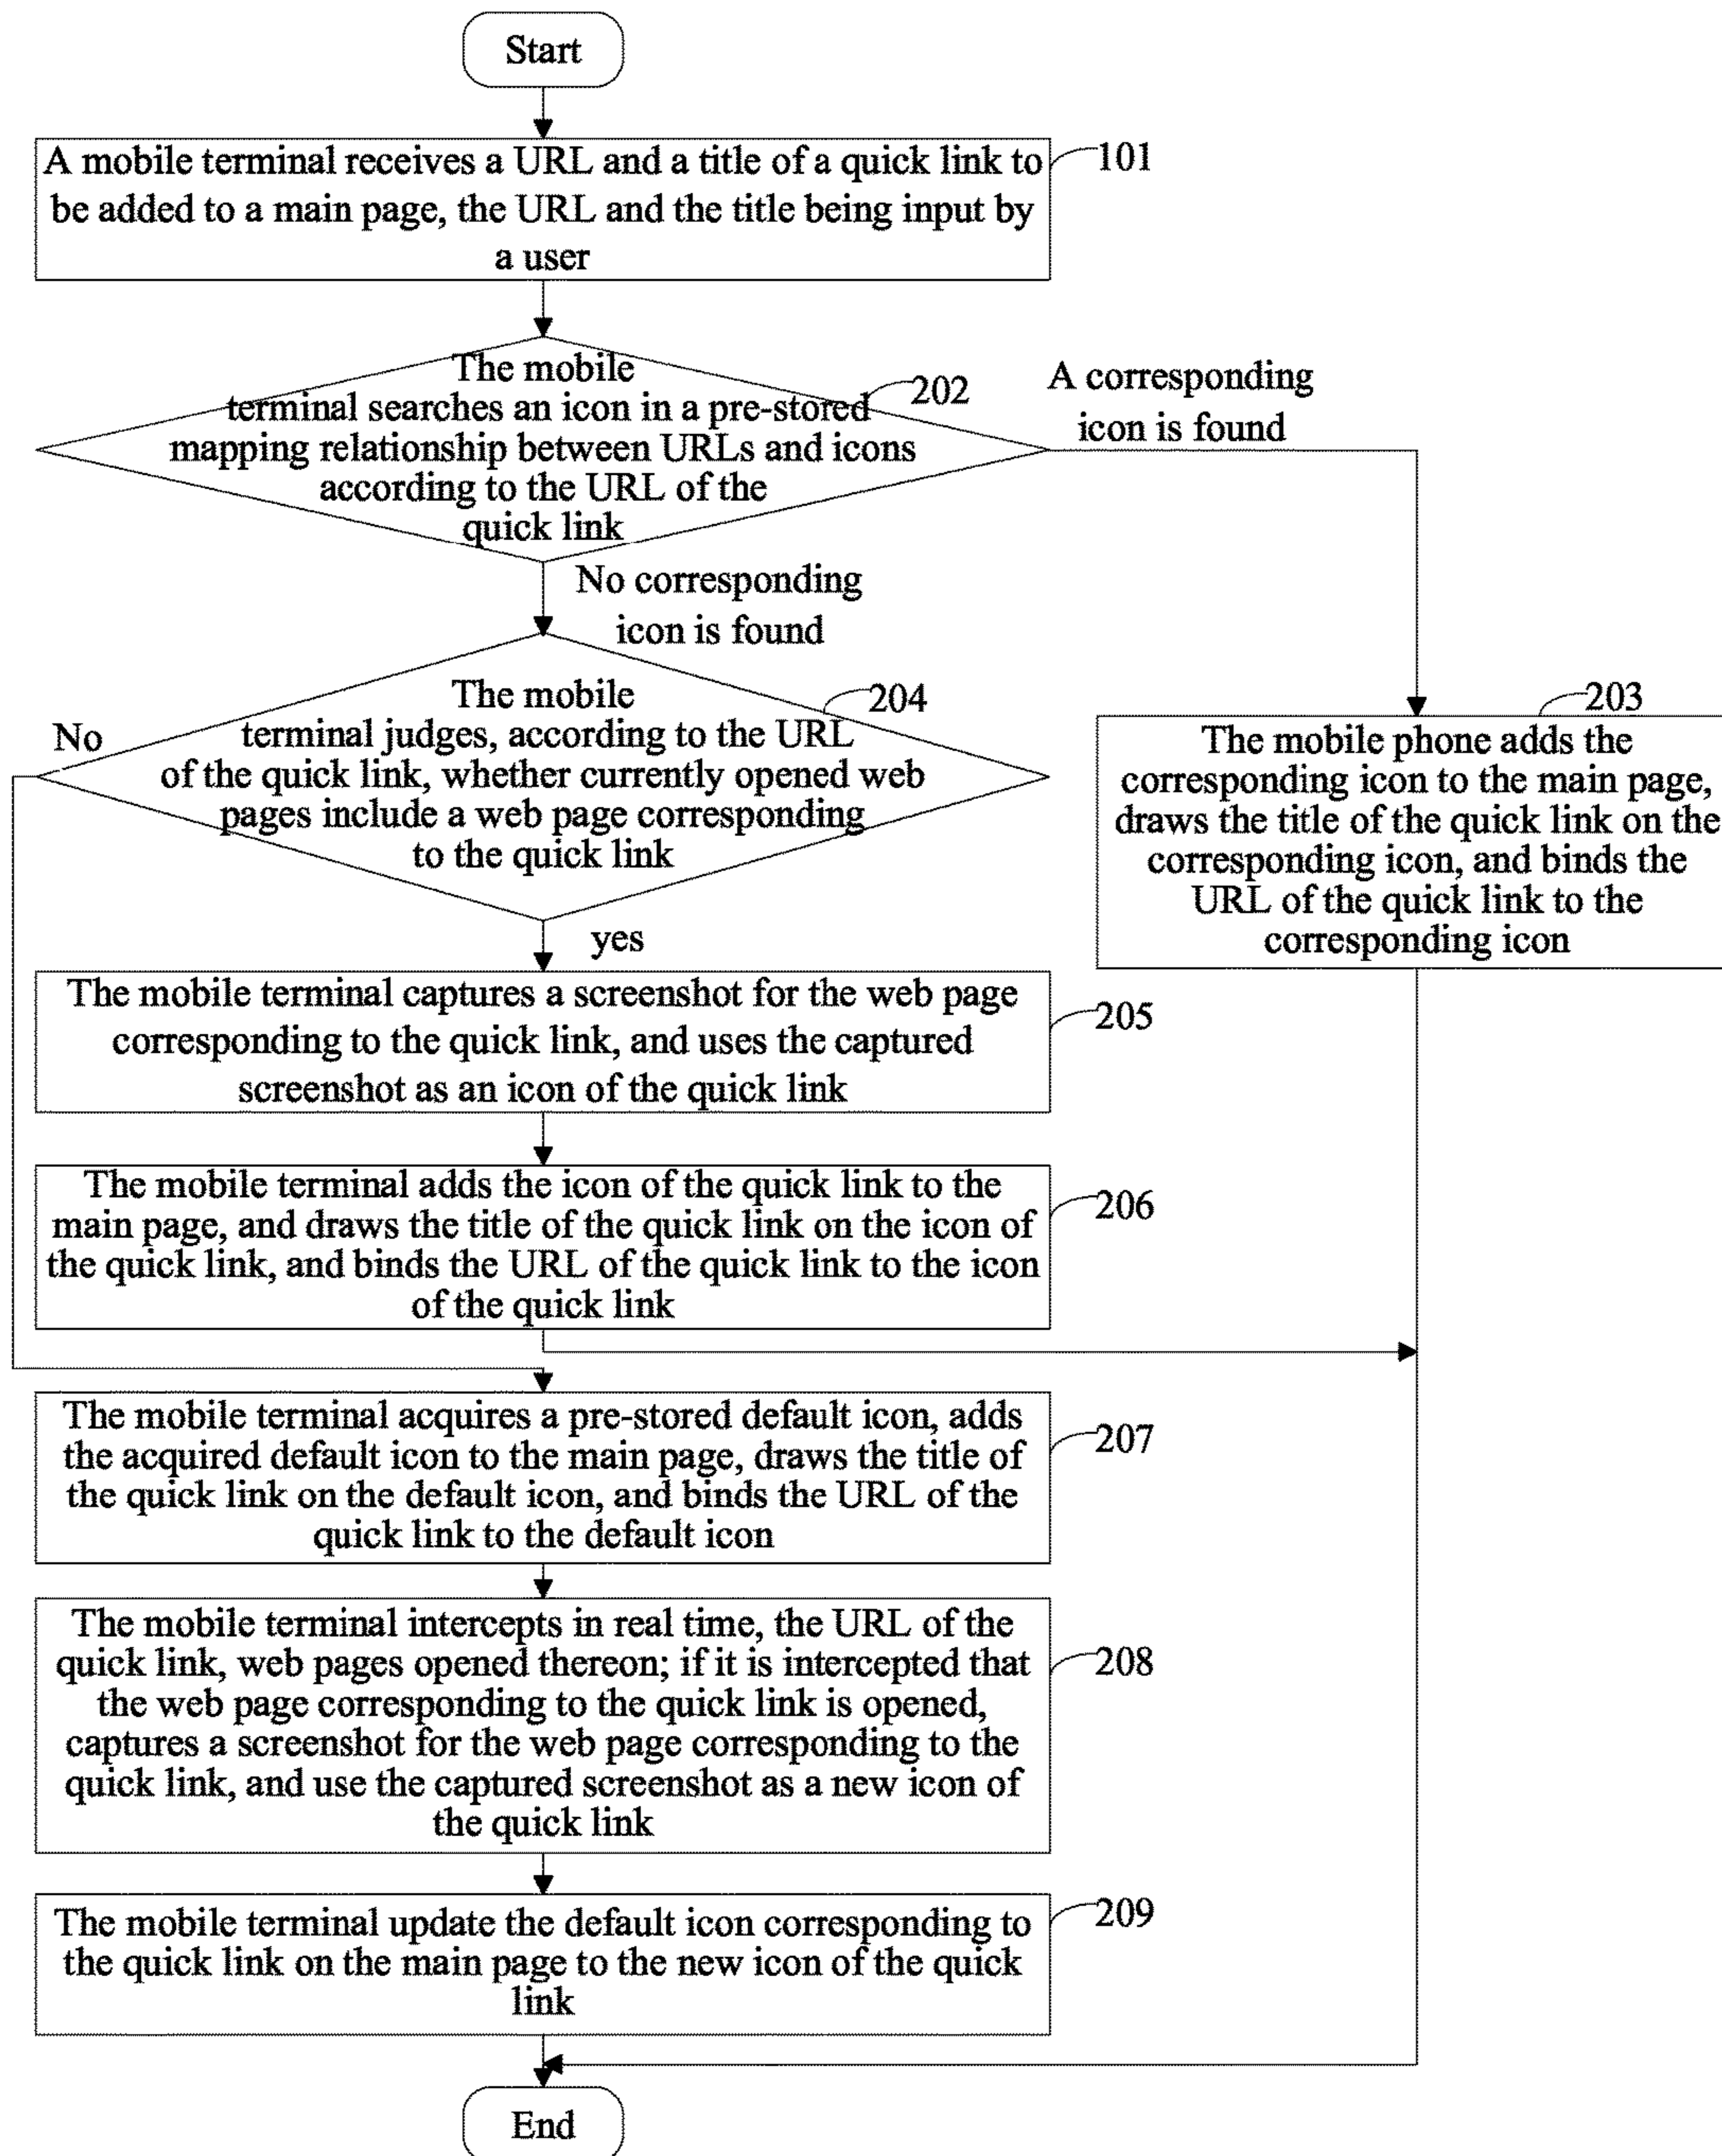 Start
A mobile terminal receives a URL and a title of a quick link to
be added to a main page, the URL and the title being input by
a user
101
The mobile
terminal searches an icon in a pre-stored
mapping relationship between URLs and icons
according to the URL of the
quick link
202
A corresponding
icon is found
No corresponding
icon is found
The mobile
terminal judges, according to the URL
of the quick link, whether currently opened web
pages include a web page corresponding
to the quick link
204
No
yes
203
The mobile phone adds the
corresponding icon to the main page,
draws the title of the quick link on the
corresponding icon, and binds the
URL of the quick link to the
corresponding icon
The mobile terminal captures a screenshot for the web page
corresponding to the quick link, and uses the captured
screenshot as an icon of the quick link
205
The mobile terminal adds the icon of the quick link to the
main page, and draws the title of the quick link on the icon of
the quick link, and binds the URL of the quick link to the icon
of the quick link
206
The mobile terminal acquires a pre-stored default icon, adds
the acquired default icon to the main page, draws the title of
the quick link on the default icon, and binds the URL of the
quick link to the default icon
207
The mobile terminal intercepts in real time, the URL of the
quick link, web pages opened thereon; if it is intercepted that
the web page corresponding to the quick link is opened,
captures a screenshot for the web page corresponding to the
quick link, and use the captured screenshot as a new icon of
the quick link
208
The mobile terminal update the default icon corresponding to
the quick link on the main page to the new icon of the quick
link
209
End